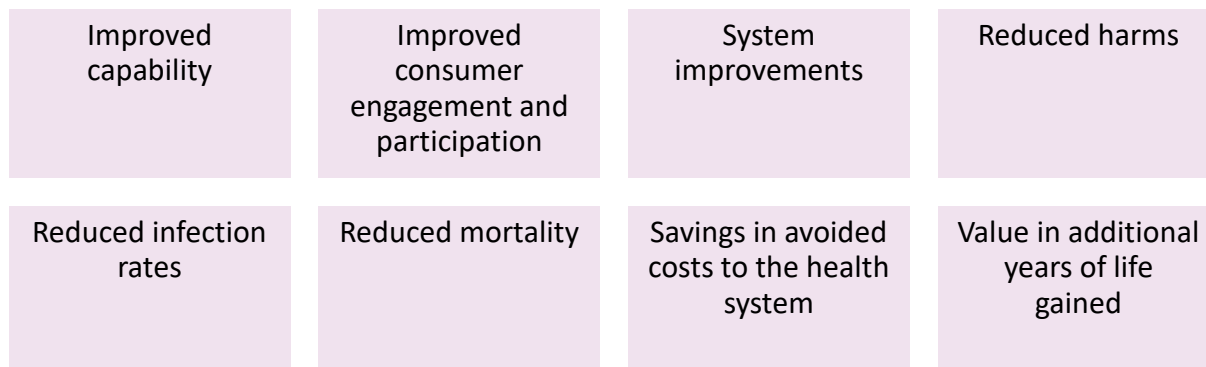 Improved
capability
Improved
consumer
engagement and
participation
System
improvements
Reduced harms
Reduced infection
rates
Reduced mortality
Savings in avoided
costs to the health
system
Value in additional
years of life
gained